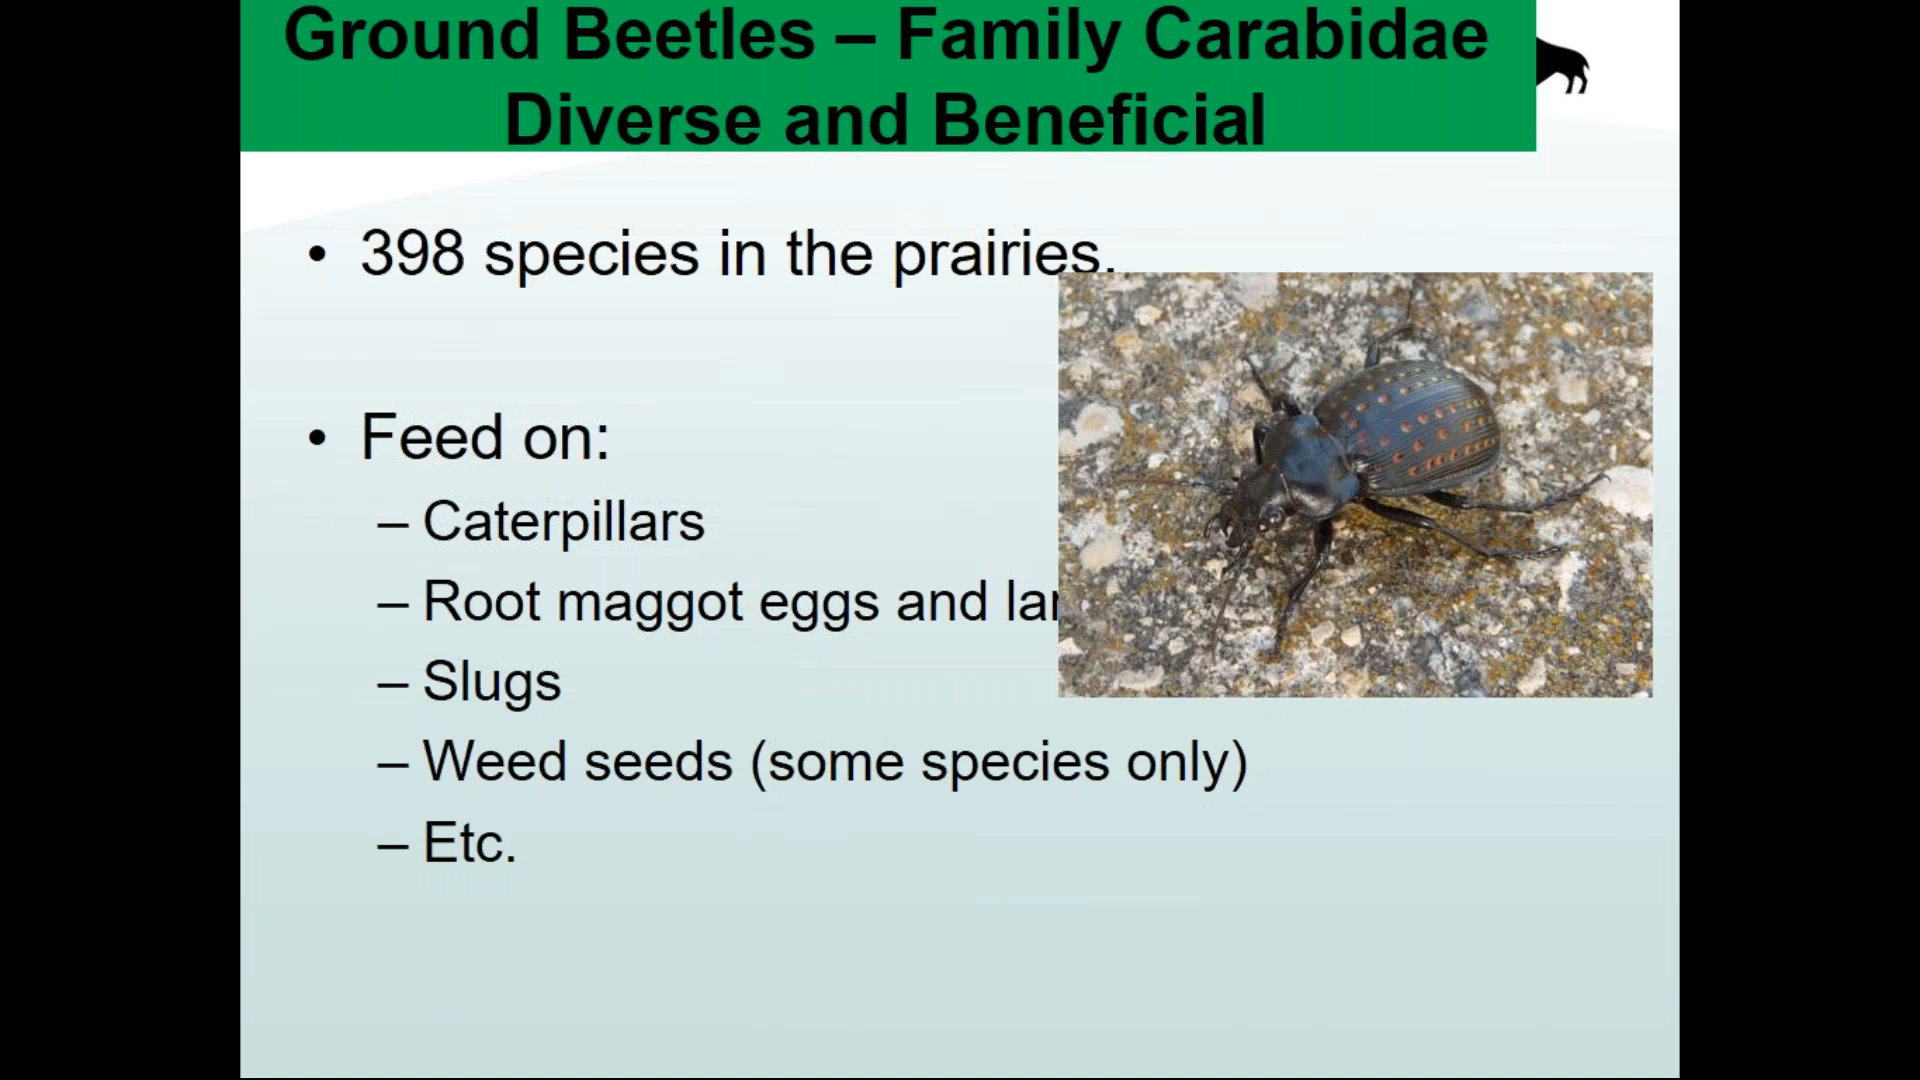 Ground Beetles – Family Carabidae
Diverse and Beneficial
• 398 species in the prairies.
• Feed on:
– Caterpillars
– Root maggot eggs and
– Slugs
– Weed seeds (some species only)
– Etc.